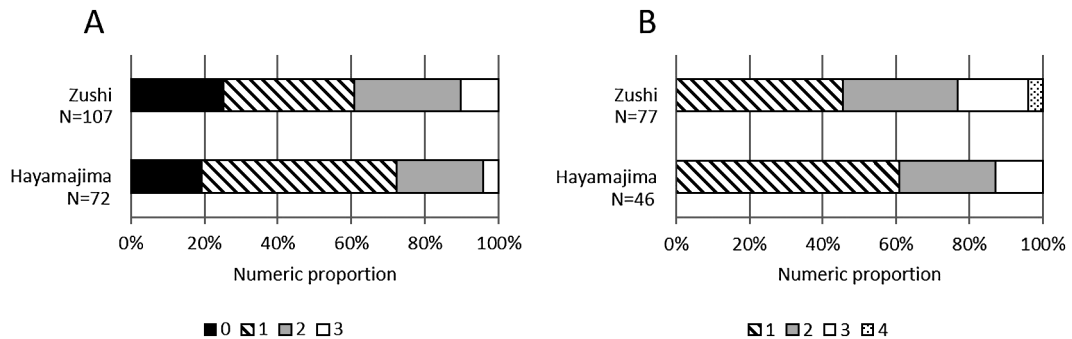 A
Zushi
N=107
Hayamajima
N=72
0% 20% 40% 60% 80% 100%
Numeric proportion
0 1 2 3
B
Zushi
N=77
Hayamajima
N=46
0% 20% 40% 60% 80% 100%
Numeric proportion
1 2 3 4